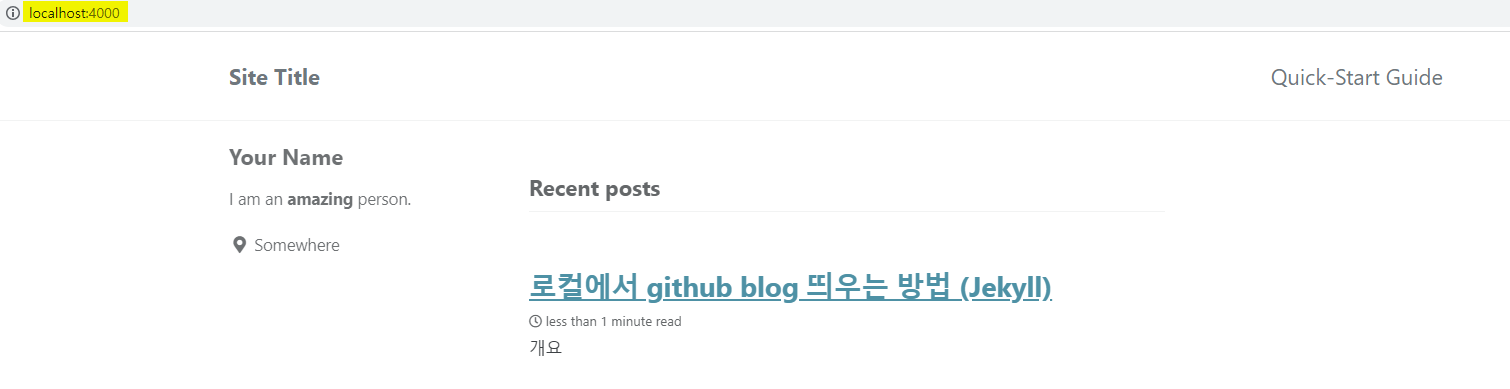 localhost:4000
Site Title
Quick-Start Guide
Your Name
I am an amazing person.
Somewhere
Recent posts
로컬에서 github blog 띄우는 방법 (Jekyll)
less than 1 minute read
개요